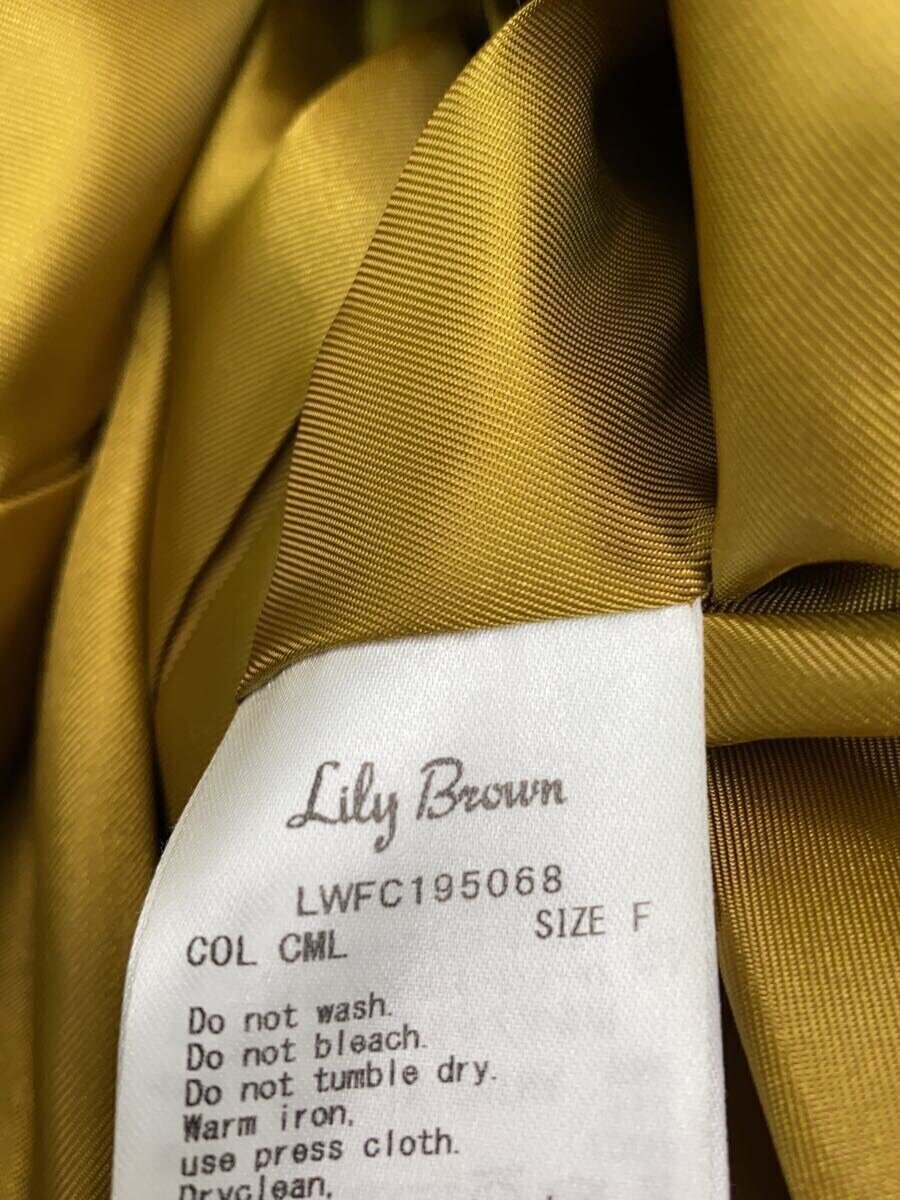 Lily Brown
LWFC195068
COL CML SIZE F
Do not wash.
Do not bleach.
Do not tumble dry.
Warm iron,
use press cloth.
Dryclean,